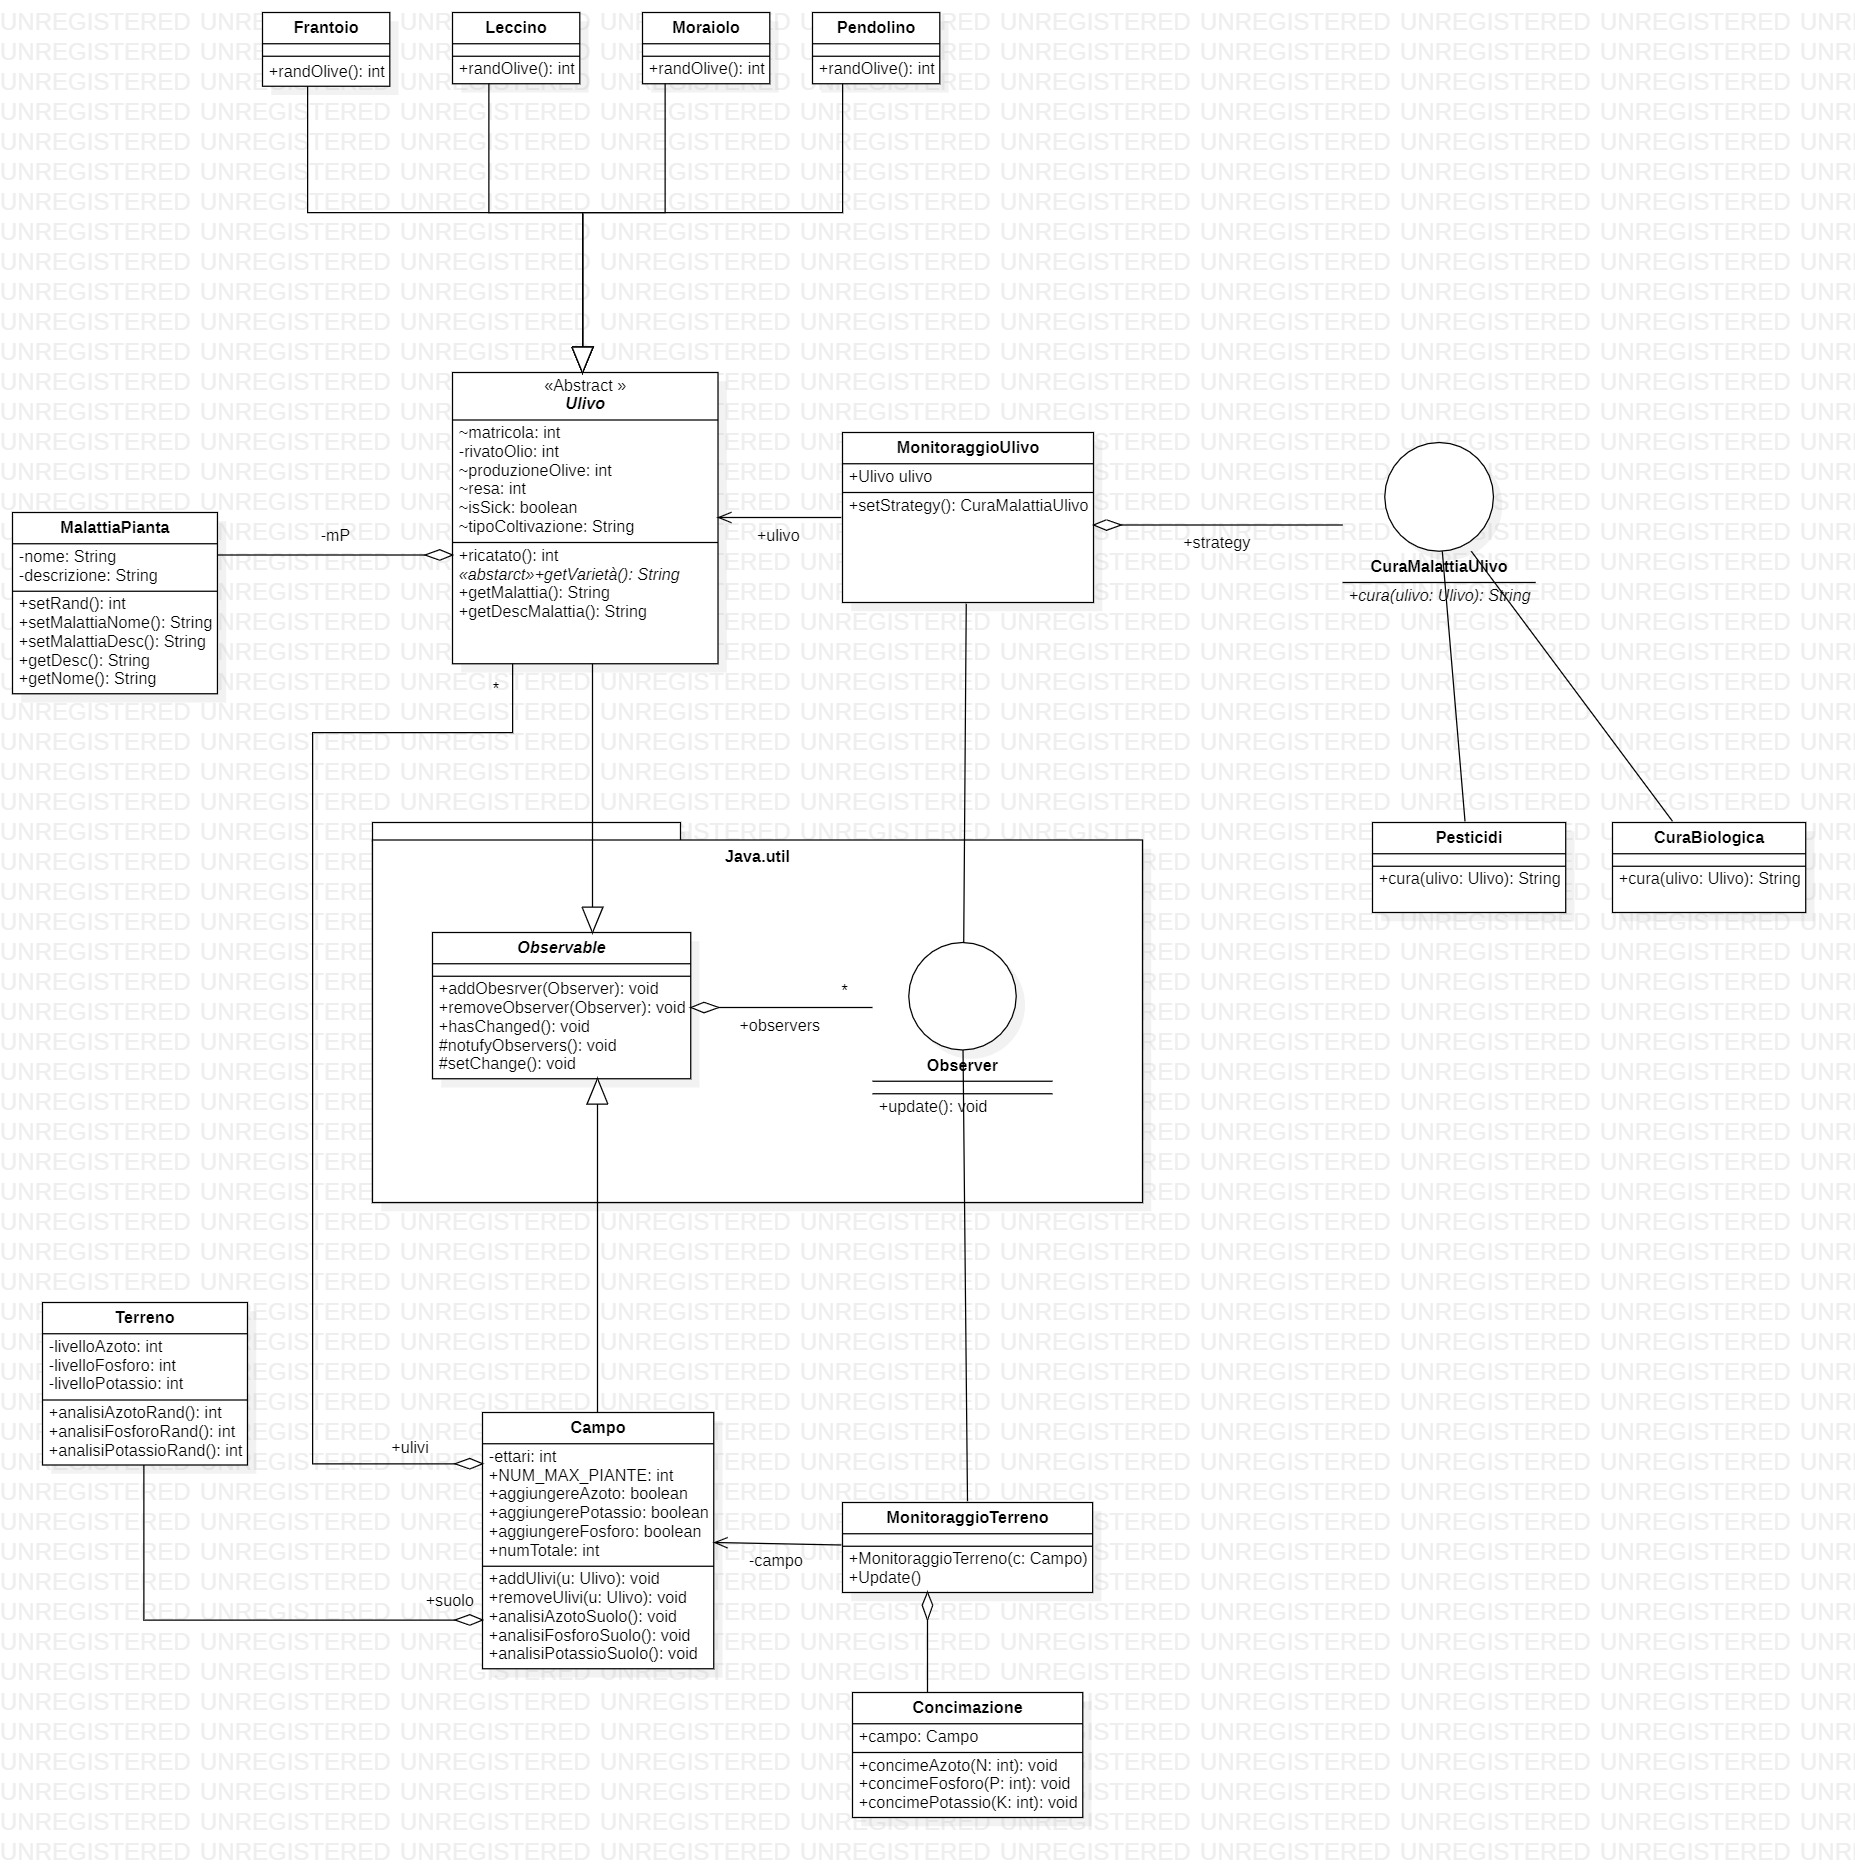 Frantoio
+randOlive(): int
Leccino
+randOlive(): int
Moraiolo
+randOlive(): int
Pendolino
+randOlive(): int
«Abstract »
Ulivo
~matricola: int
-rivatoOlio: int
~produzioneOlive: int
~resa: int
~isSick: boolean
~tipoColtivazione: String
+ricatato(): int
«abstarct»+getVarietà(): String
+getMalattia(): String
+getDescMalattia(): String
MonitoraggioUlivo
+Ulivo ulivo
+setStrategy(): CuraMalattiaUlivo
+ulivo
+strategy
CuraMalattiaUlivo
+cura(ulivo: Ulivo): String
MalattiaPianta
-nome: String
-descrizione: String
+setRand(): int
+setMalattiaNome(): String
+setMalattiaDesc(): String
+getDesc(): String
+getNome(): String
-mP
*
Pesticidi
+cura(ulivo: Ulivo): String
CuraBiologica
+cura(ulivo: Ulivo): String
Java.util
Observable
+addObesrver(Observer): void
+removeObserver(Observer): void
+hasChanged(): void
#notufyObservers(): void
#setChange(): void
*
+observers
Observer
+update(): void
Terreno
-livelloAzoto: int
-livelloFosforo: int
-livelloPotassio: int
+analisiAzotoRand(): int
+analisiFosforoRand(): int
+analisiPotassioRand(): int
+ulivi
+suolo
Campo
-ettari: int
+NUM_MAX_PIANTE: int
+aggiungereAzoto: boolean
+aggiungerePotassio: boolean
+aggiungereFosforo: boolean
+numTotale: int
+addUlivi(u: Ulivo): void
+removeUlivi(u: Ulivo): void
+analisiAzotoSuolo(): void
+analisiFosforoSuolo(): void
+analisiPotassioSuolo(): void
-campo
MonitoraggioTerreno
+MonitoraggioTerreno(c: Campo)
+Update()
Concimazione
+campo: Campo
+concimeAzoto(N: int): void
+concimeFosforo(P: int): void
+concimePotassio(K: int): void
UNREGISTERED